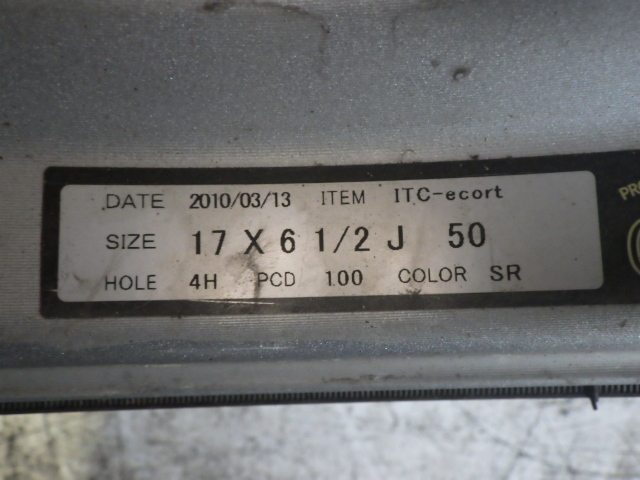 DATE 2010/03/13 ITEM ITC-ecort
SIZE 17 X 6 1/2 J 50
HOLE 4H PCD 100 COLOR SR